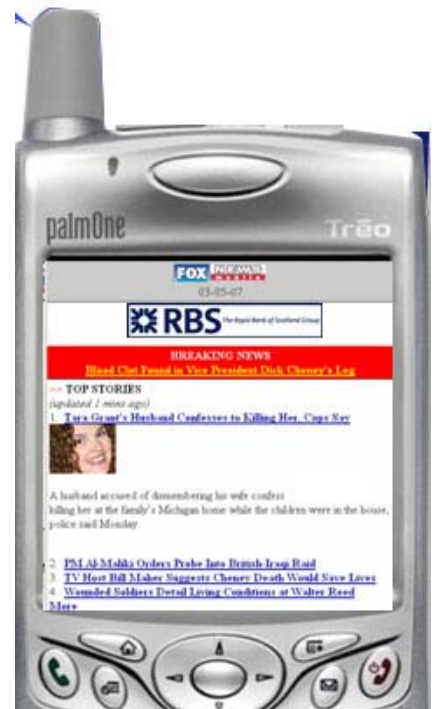 palmOne Trēo
FOX NEWS
mobile
03-05-07
RBS The Royal Bank of Scotland Group
BREAKING NEWS
Blood Clot Found in Vice President Dick Cheney's Leg
>> TOP STORIES
(updated 1 mins ago)
1. Tara Grant's Husband Confesses to Killing Her, Cops Say
A husband accused of dismembering his wife confess
killing her at the family's Michigan home while the children were in the house,
police said Monday.
2. PM Al-Maliki Orders Probe Into British-Iraqi Raid
3. TV Host Bill Maher Suggests Cheney Death Would Save Lives
4. Wounded Soldiers Detail Living Conditions at Walter Reed
More